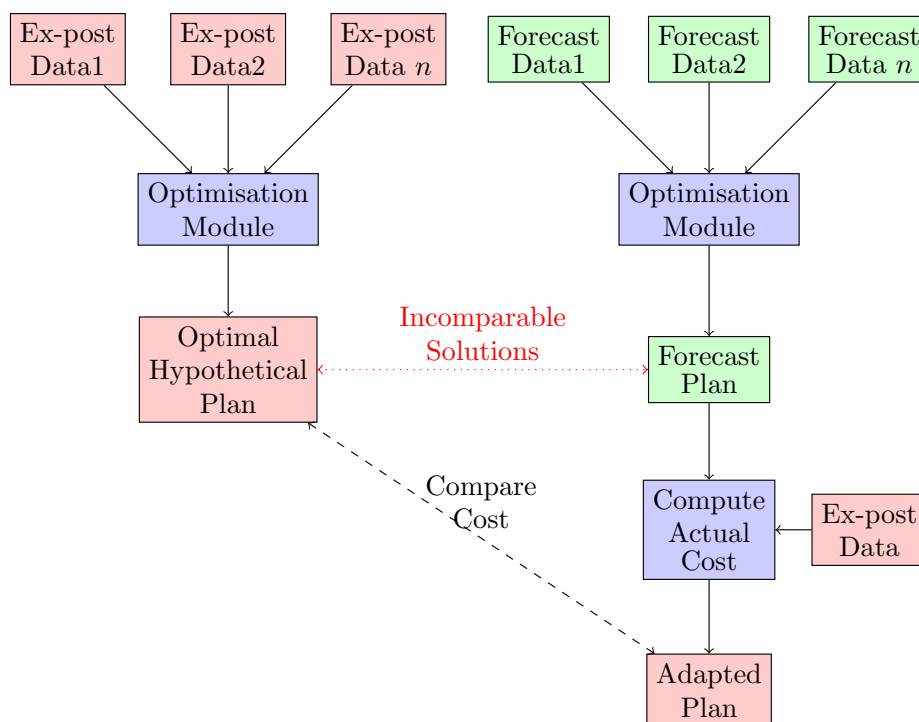 Ex-post
Data1
Ex-post
Data2
Ex-post
Data n
Forecast
Data1
Forecast
Data2
Forecast
Data n
Optimisation
Module
Optimisation
Module
Optimal
Hypothetical
Plan
Incomparable
Solutions
Forecast
Plan
Compare
Cost
Compute
Actual
Cost
Ex-post
Data
Adapted
Plan